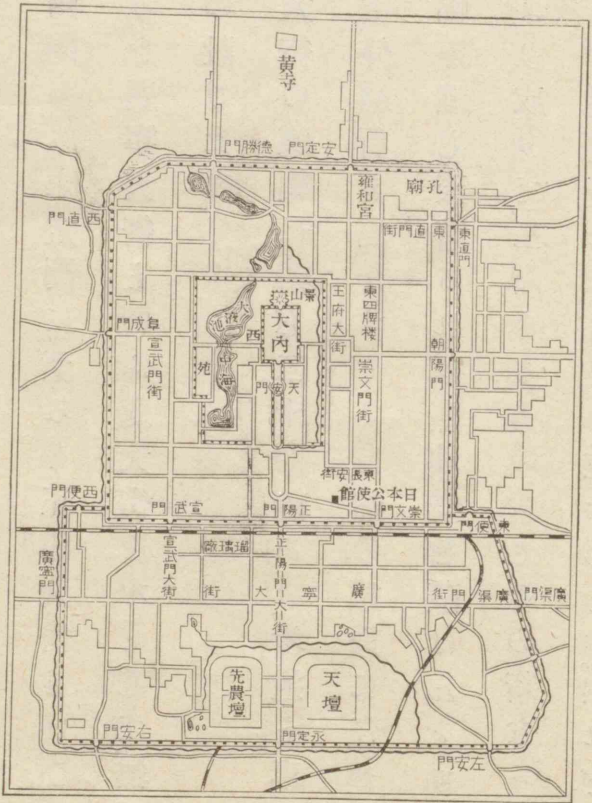 黄寺
安定門
德勝門
孔廟
雍和宮
東直門
東直門街
西直門
景山
大內
西
苑
王府大街
東四牌樓
崇文門街
朝陽門
阜成門
宣武門街
天安門
東長安街
日本公使館
崇文門
正陽門
宣武門
西便門
東便門
琉璃廠
宣武門大街
正陽門大街
廣寧門
廣寧大街
廣渠門街
廣渠門
天壇
先農壇
永定門
右安門
左安門